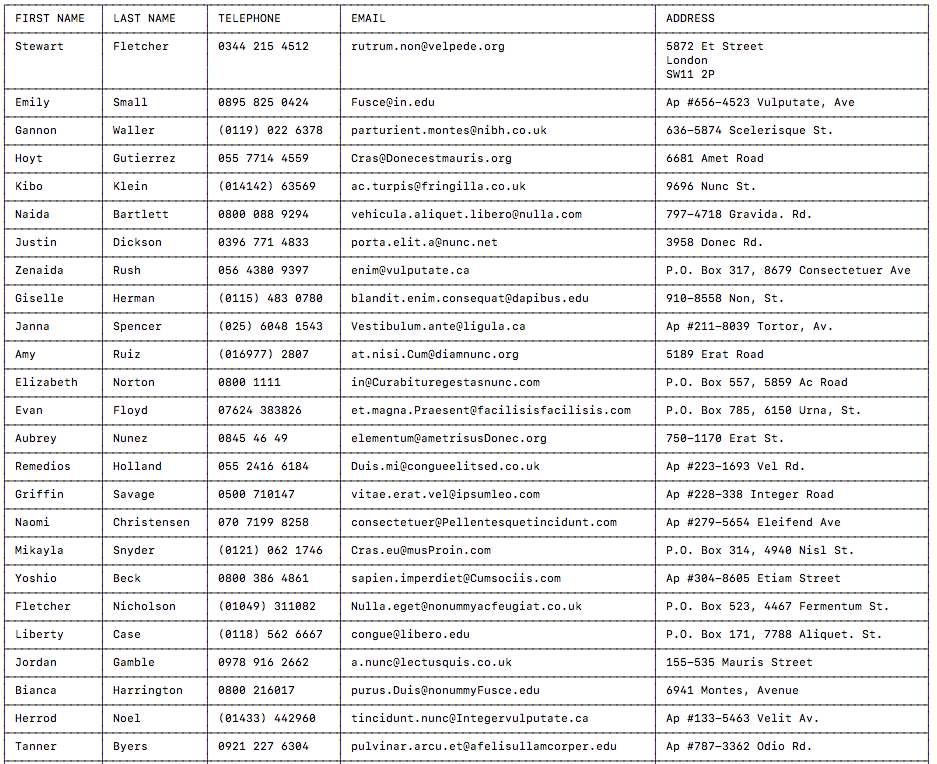 FIRST NAME LAST NAME TELEPHONE EMAIL ADDRESS
Stewart Fletcher 0344 215 4512 rutrum.non@velpede.org 5872 Et Street
London
SW11 2P
Emily Small 0895 825 0424 Fusce@in.edu Ap #656-4523 Vulputate, Ave
Gannon Waller (0119) 022 6378 parturient.montes@nibh.co.uk 636-5874 Scelerisque St.
Hoyt Gutierrez 055 7714 4559 Cras@Donecestmauris.org 6681 Amet Road
Kibo Klein (014142) 63569 ac.turpis@fringilla.co.uk 9696 Nunc St.
Naida Bartlett 0800 088 9294 vehicula.aliquet.libero@nulla.com 797-4718 Gravida. Rd.
Justin Dickson 0396 771 4833 porta.elit.a@nunc.net 3958 Donec Rd.
Zenaida Rush 056 4380 9397 enim@vulputate.ca P.O. Box 317, 8679 Consectetuer Ave
Giselle Herman (0115) 483 0780 blandit.enim.consequat@dapibus.edu 910-8558 Non, St.
Janna Spencer (025) 6048 1543 Vestibulum.ante@ligula.ca Ap #211-8039 Tortor, Av.
Amy Ruiz (016977) 2807 at.nisi.Cum@diamnunc.org 5189 Erat Road
Elizabeth Norton 0800 1111 in@Curabituregestasnunc.com P.O. Box 557, 5859 Ac Road
Evan Floyd 07624 383826 et.magna.Praesent@facilisisfacilisis.com P.O. Box 785, 6150 Urna, St.
Aubrey Nunez 0845 46 49 elementum@ametrisusDonec.org 750-1170 Erat St.
Remedios Holland 055 2416 6184 Duis.mi@congueelitsed.co.uk Ap #223-1693 Vel Rd.
Griffin Savage 0500 710147 vitae.erat.vel@ipsumleo.com Ap #228-338 Integer Road
Naomi Christensen 070 7199 8258 consectetuer@Pellentesquetincidunt.com Ap #279-5654 Eleifend Ave
Mikayla Snyder (0121) 062 1746 Cras.eu@musProin.com P.O. Box 314, 4940 Nisl St.
Yoshio Beck 0800 386 4861 sapien.imperdiet@Cumsociis.com Ap #304-8605 Etiam Street
Fletcher Nicholson (01049) 311082 Nulla.eget@nonummyacfeugiat.co.uk P.O. Box 523, 4467 Fermentum St.
Liberty Case (0118) 562 6667 congue@libero.edu P.O. Box 171, 7788 Aliquet. St.
Jordan Gamble 0978 916 2662 a.nunc@lectusquis.co.uk 155-535 Mauris Street
Bianca Harrington 0800 216017 purus.Duis@nonummyFusce.edu 6941 Montes, Avenue
Herrod Noel (01433) 442960 tincidunt.nunc@Integervulputate.ca Ap #133-5463 Velit Av.
Tanner Byers 0921 227 6304 pulvinar.arcu.et@afelisullamcorper.edu Ap #787-3362 Odio Rd.